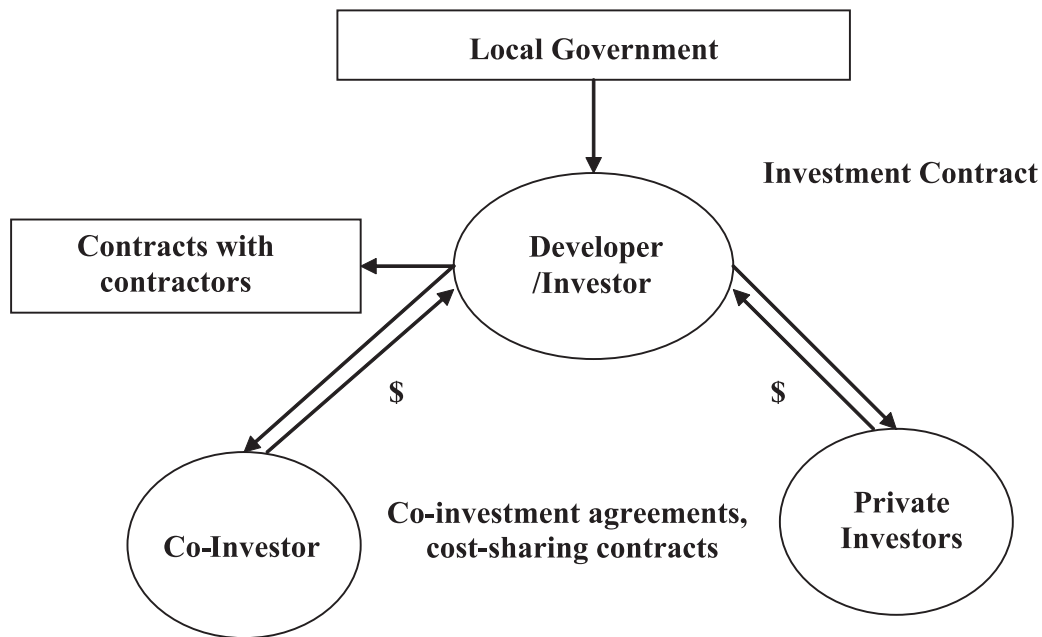 Local Government
Investment Contract
Developer
/Investor
Contracts with
contractors
$
$
Co-investment agreements,
cost-sharing contracts
Co-Investor
Private
Investors